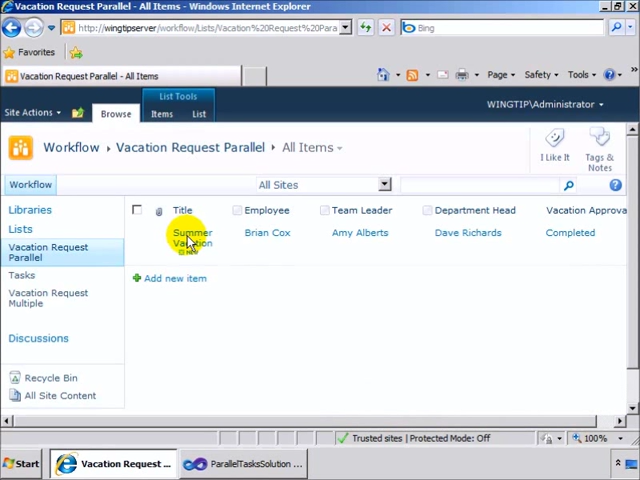 Vacation Request Parallel - All Items - Windows Internet Explorer
http://wingtipserver/workflow/Lists/Vacation%20Request%20Para
Bing
Favorites
Vacation Request Parallel - All Items
Page
Safety
Tools
List Tools
Site Actions
Browse
Items
List
WINGTIP\Administrator
Workflow
Vacation Request Parallel
All Items
I Like It
Tags &
Notes
Workflow
All Sites
Libraries
Lists
Vacation Request
Parallel
Tasks
Vacation Request
Multiple
Discussions
Recycle Bin
All Site Content
Title
Employee
Team Leader
Department Head
Vacation Approva
Summer
Vacation
Brian Cox
Amy Alberts
Dave Richards
Completed
Add new item
Trusted sites | Protected Mode: Off
100%
Start
Vacation Request ...
ParallelTasksSolution ...